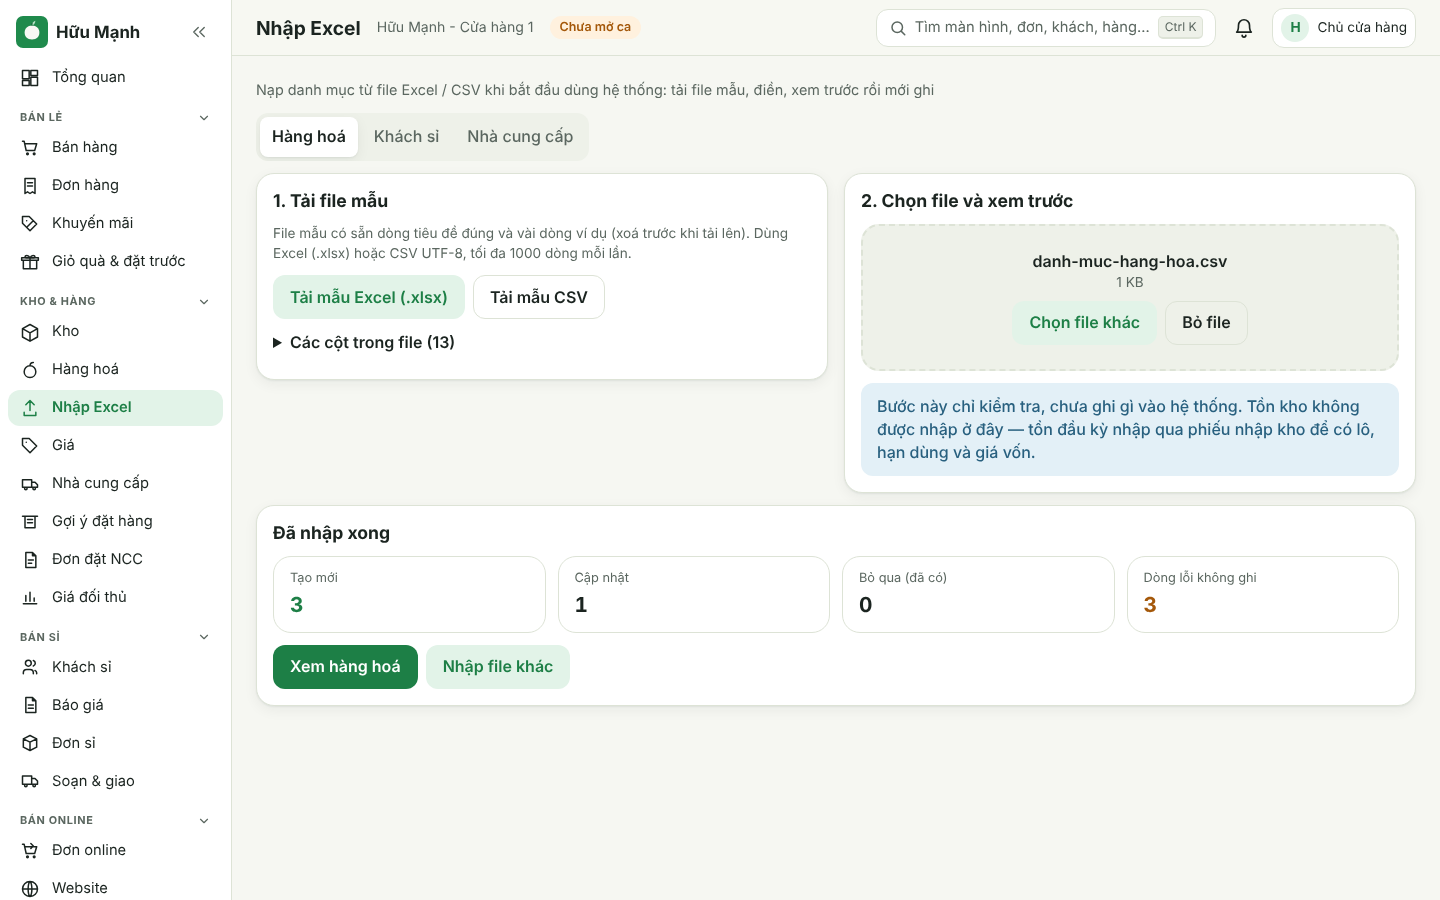 Hữu Mạnh
Tổng quan
BÁN LẺ
Bán hàng
Đơn hàng
Khuyến mãi
Giỏ quà & đặt trước
KHO & HÀNG
Kho
Hàng hoá
Nhập Excel
Giá
Nhà cung cấp
Gợi ý đặt hàng
Đơn đặt NCC
Giá đối thủ
BÁN SỈ
Khách sỉ
Báo giá
Đơn sỉ
Soạn & giao
BÁN ONLINE
Đơn online
Website
Nhập Excel Hữu Mạnh - Cửa hàng 1 Chưa mở ca Tìm màn hình, đơn, khách, hàng... Ctrl K H Chủ cửa hàng
Nạp danh mục từ file Excel / CSV khi bắt đầu dùng hệ thống: tải file mẫu, điền, xem trước rồi mới ghi
Hàng hoá Khách sỉ Nhà cung cấp
1. Tải file mẫu
File mẫu có sẵn dòng tiêu đề đúng và vài dòng ví dụ (xoá trước khi tải lên). Dùng
Excel (.xlsx) hoặc CSV UTF-8, tối đa 1000 dòng mỗi lần.
Tải mẫu Excel (.xlsx) Tải mẫu CSV
Các cột trong file (13)
2. Chọn file và xem trước
danh-muc-hang-hoa.csv
1 KB
Chọn file khác Bỏ file
Bước này chỉ kiểm tra, chưa ghi gì vào hệ thống. Tồn kho không
được nhập ở đây — tồn đầu kỳ nhập qua phiếu nhập kho để có lô,
hạn dùng và giá vốn.
Đã nhập xong
Tạo mới
3
Cập nhật
1
Bỏ qua (đã có)
0
Dòng lỗi không ghi
3
Xem hàng hoá Nhập file khác